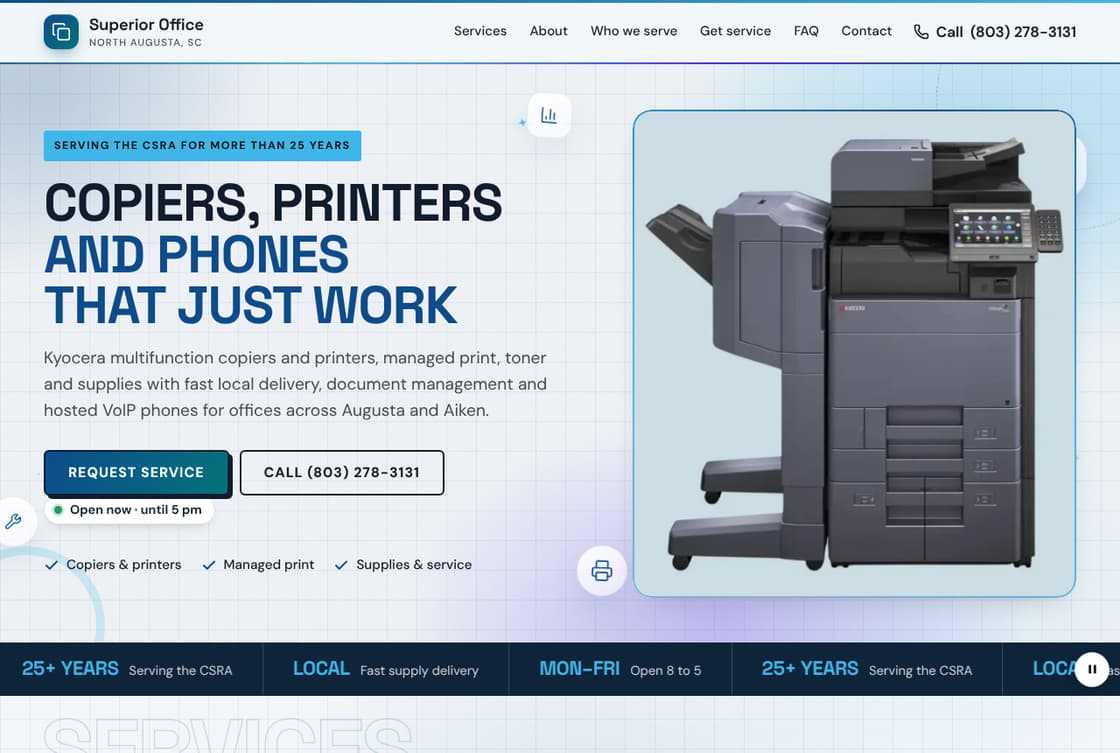 Superior Office
NORTH AUGUSTA, SC
Services About Who we serve Get service FAQ Contact Call (803) 278-3131
SERVING THE CSRA FOR MORE THAN 25 YEARS
COPIERS, PRINTERS
AND PHONES
THAT JUST WORK
Kyocera multifunction copiers and printers, managed print, toner
and supplies with fast local delivery, document management and
hosted VoIP phones for offices across Augusta and Aiken.
REQUEST SERVICE CALL (803) 278-3131
Open now · until 5 pm
Copiers & printers Managed print Supplies & service
KYOCERA
25+ YEARS Serving the CSRA LOCAL Fast supply delivery MON–FRI Open 8 to 5 25+ YEARS Serving the CSRA
SERVICES